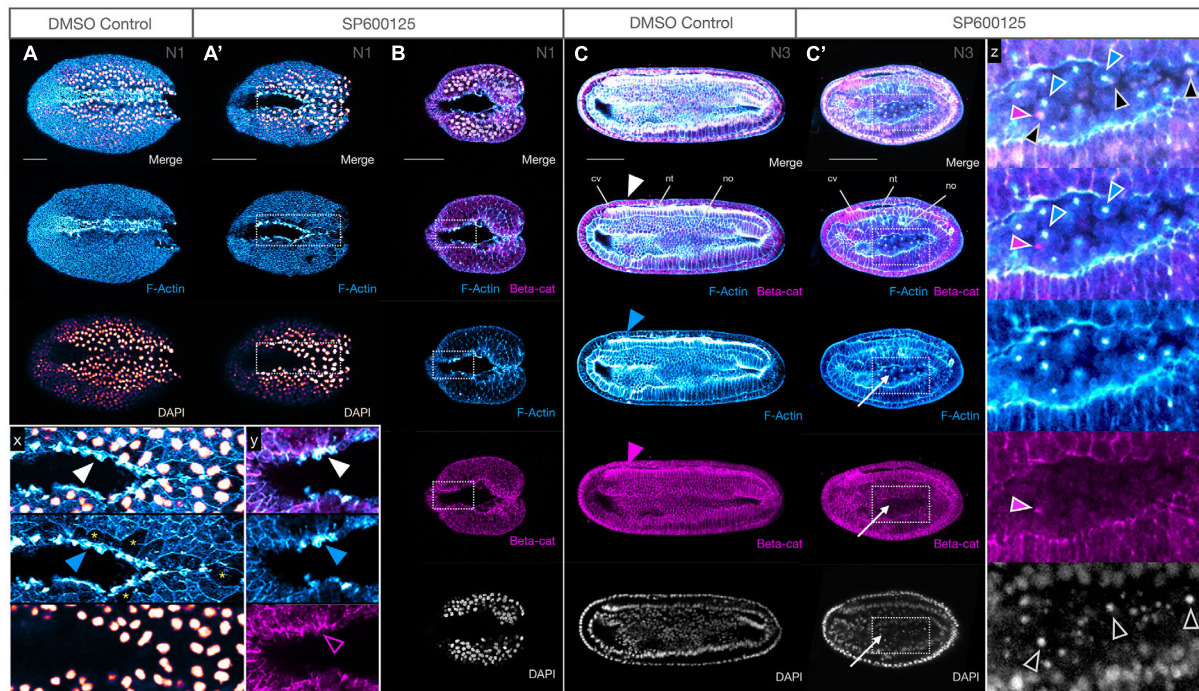 DMSO Control SP600125 DMSO Control SP600125
A N1 A' N1 B N1 C N3 C' N3 z
Merge Merge Merge Merge Merge
cv nt no cv nt no
F-Actin F-Actin F-Actin Beta-cat F-Actin Beta-cat F-Actin Beta-cat
DAPI DAPI F-Actin F-Actin F-Actin
x y
* * * *
Beta-cat Beta-cat Beta-cat
DAPI DAPI DAPI